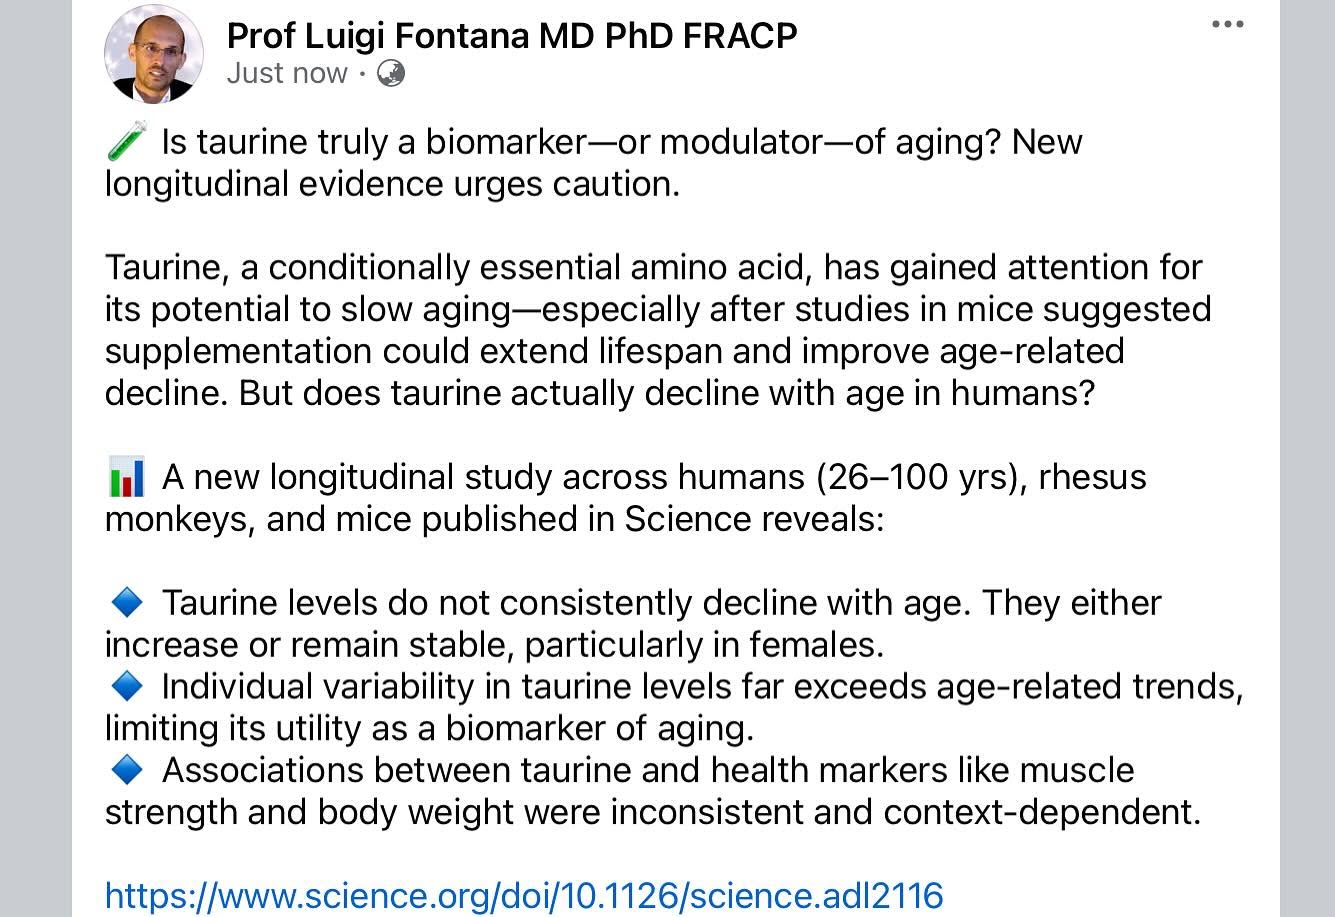 Prof Luigi Fontana MD PhD FRACP
Just now ·
Is taurine truly a biomarker—or modulator—of aging? New
longitudinal evidence urges caution.
Taurine, a conditionally essential amino acid, has gained attention for
its potential to slow aging—especially after studies in mice suggested
supplementation could extend lifespan and improve age-related
decline. But does taurine actually decline with age in humans?
A new longitudinal study across humans (26–100 yrs), rhesus
monkeys, and mice published in Science reveals:
Taurine levels do not consistently decline with age. They either
increase or remain stable, particularly in females.
Individual variability in taurine levels far exceeds age-related trends,
limiting its utility as a biomarker of aging.
Associations between taurine and health markers like muscle
strength and body weight were inconsistent and context-dependent.
https://www.science.org/doi/10.1126/science.adl2116